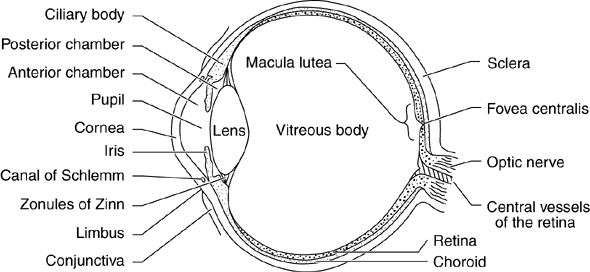 Ciliary body
Posterior chamber
Anterior chamber
Pupil
Cornea
Iris
Canal of Schlemm
Zonules of Zinn
Limbus
Conjunctiva
Lens
Macula lutea
Vitreous body
Sclera
Fovea centralis
Optic nerve
Central vessels
of the retina
Retina
Choroid